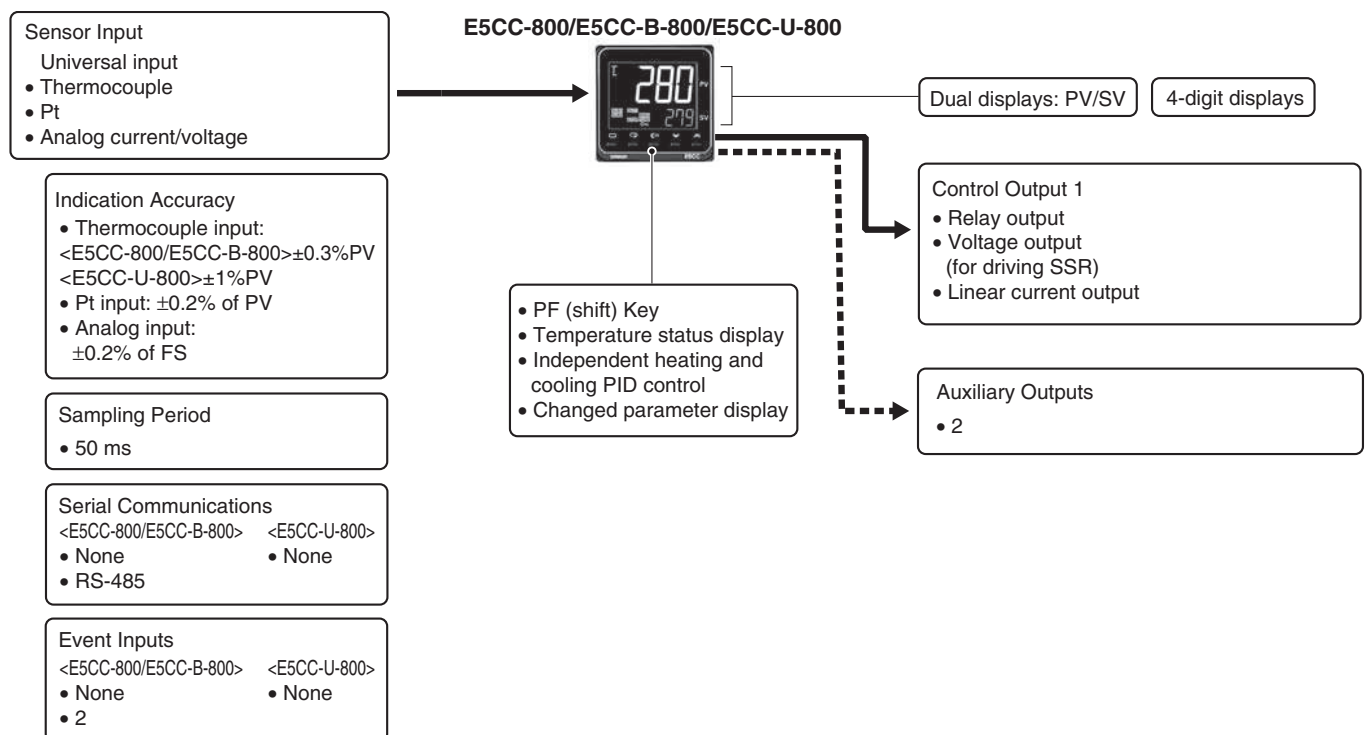 E5CC-800/E5CC-B-800/E5CC-U-800
Sensor Input
Universal input
• Thermocouple
• Pt
• Analog current/voltage
Indication Accuracy
• Thermocouple input:
<E5CC-800/E5CC-B-800>±0.3%PV
<E5CC-U-800>±1%PV
• Pt input: ±0.2% of PV
• Analog input:
±0.2% of FS
Sampling Period
• 50 ms
Serial Communications
<E5CC-800/E5CC-B-800> <E5CC-U-800>
• None • None
• RS-485
Event Inputs
<E5CC-800/E5CC-B-800> <E5CC-U-800>
• None • None
• 2
280
PV
279
SV
OMRON E5CC
• PF (shift) Key
• Temperature status display
• Independent heating and
cooling PID control
• Changed parameter display
Dual displays: PV/SV
4-digit displays
Control Output 1
• Relay output
• Voltage output
(for driving SSR)
• Linear current output
Auxiliary Outputs
• 2